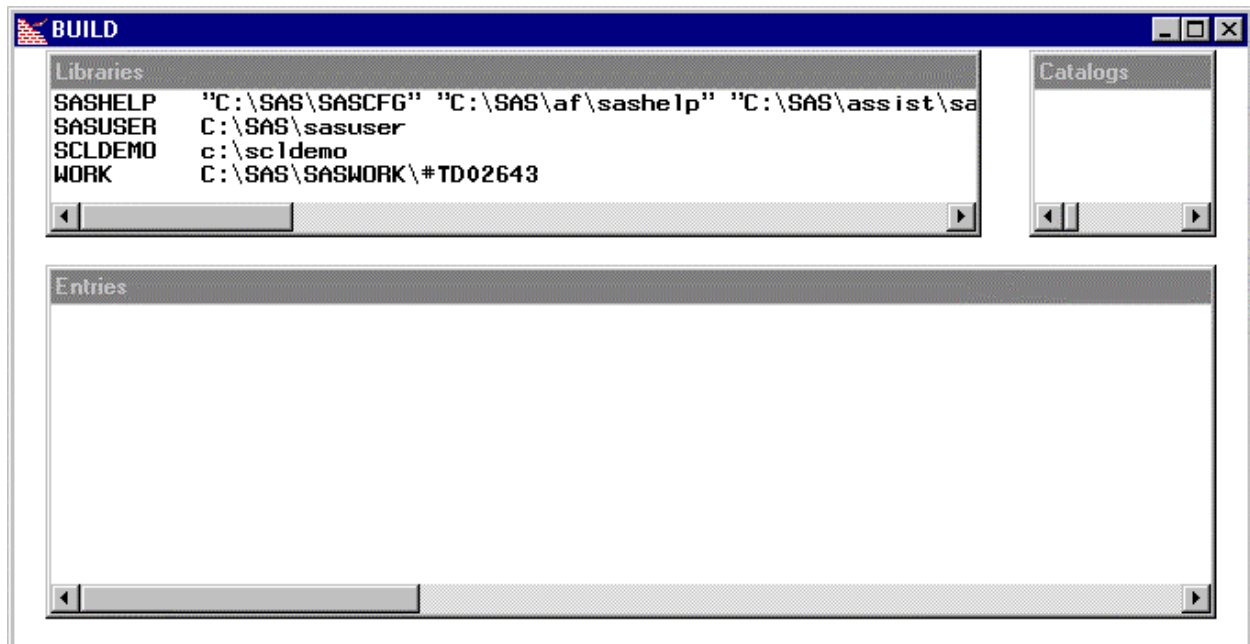 BUILD
Libraries
Catalogs
SASHELP "C:\SAS\SASCFG" "C:\SAS\af\sashelp" "C:\SAS\assist\sa
SASUSER C:\SAS\sasuser
SCLDEMO c:\scldemo
WORK C:\SAS\SASWORK\#TD02643
Entries